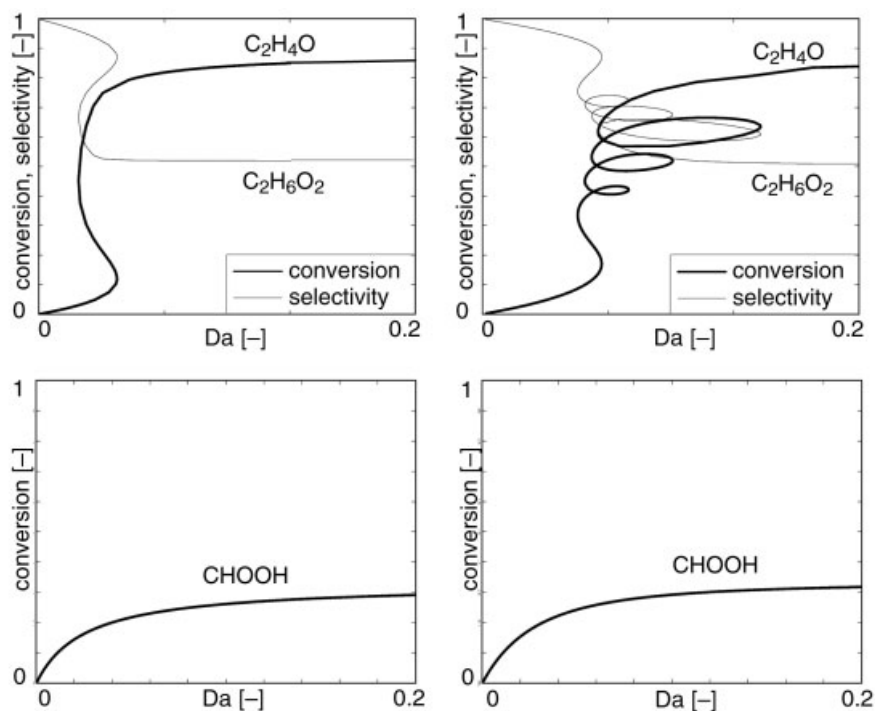 1
conversion, selectivity [–]
C2H4O
C2H6O2
conversion
selectivity
0
0
Da [–]
0.2
1
conversion, selectivity [–]
C2H4O
C2H6O2
conversion
selectivity
0
0
Da [–]
0.2
1
conversion [–]
CHOOH
0
0
Da [–]
0.2
1
conversion [–]
CHOOH
0
0
Da [–]
0.2